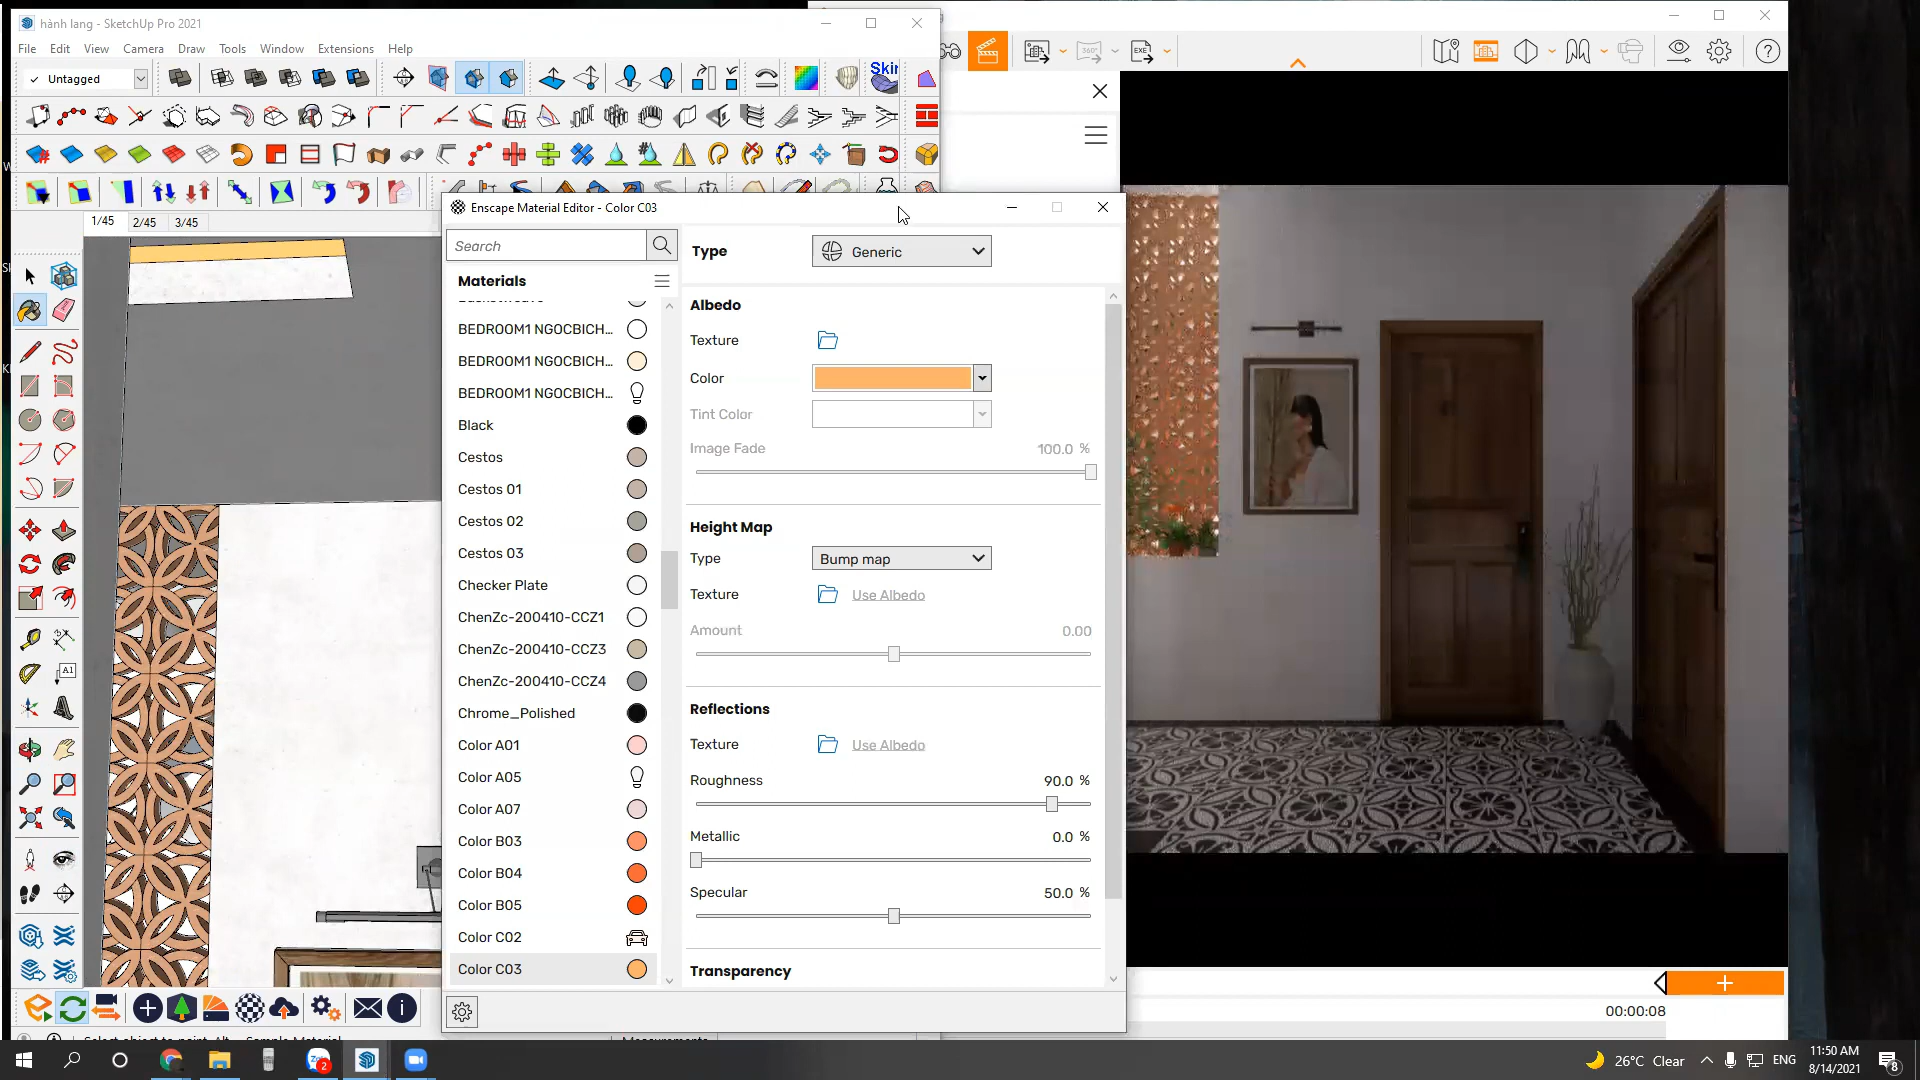 hành lang - SketchUp Pro 2021
File Edit View Camera Draw Tools Window Extensions Help
Untagged
1/45 2/45 3/45
Enscape Material Editor - Color C03
Search
Materials
BEDROOM1 NGOCBICH...
BEDROOM1 NGOCBICH...
BEDROOM1 NGOCBICH...
Black
Cestos
Cestos 01
Cestos 02
Cestos 03
Checker Plate
ChenZc-200410-CCZ1
ChenZc-200410-CCZ3
ChenZc-200410-CCZ4
Chrome_Polished
Color A01
Color A05
Color A07
Color B03
Color B04
Color B05
Color C02
Color C03
Type Generic
Albedo
Texture
Color
Tint Color
Image Fade 100.0 %
Height Map
Type Bump map
Texture Use Albedo
Amount 0.00
Reflections
Texture Use Albedo
Roughness 90.0 %
Metallic 0.0 %
Specular 50.0 %
Transparency
00:00:08
26°C Clear
ENG
11:50 AM
8/14/2021
8
2
A1
360°
EXE